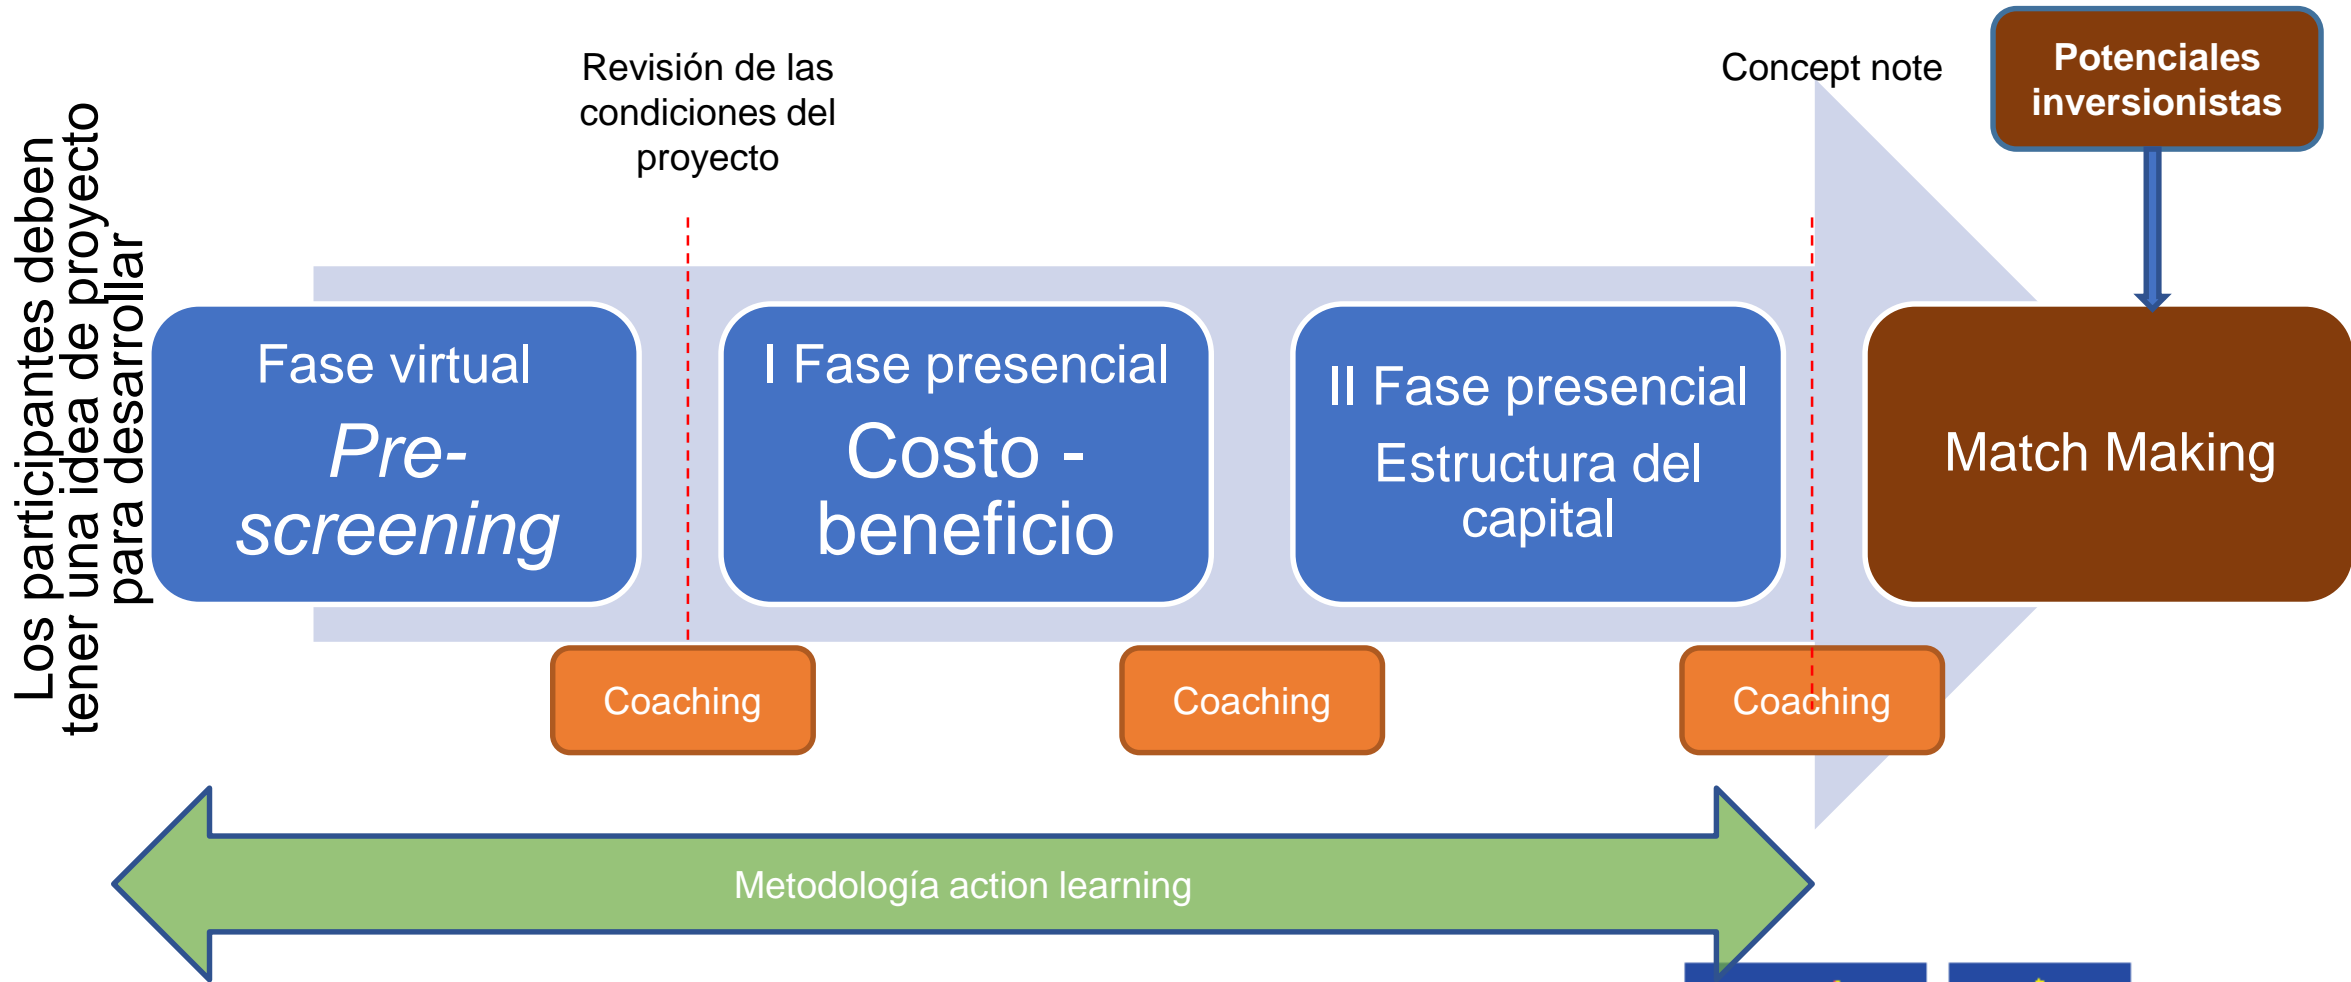 Los participantes deben
tener una idea de proyecto
para desarrollar
Revisión de las
condiciones del
proyecto
Concept note
Potenciales
inversionistas
Fase virtual
Pre-
screening
I Fase presencial
Costo -
beneficio
II Fase presencial
Estructura del
capital
Match Making
Coaching
Coaching
Coaching
Metodología action learning